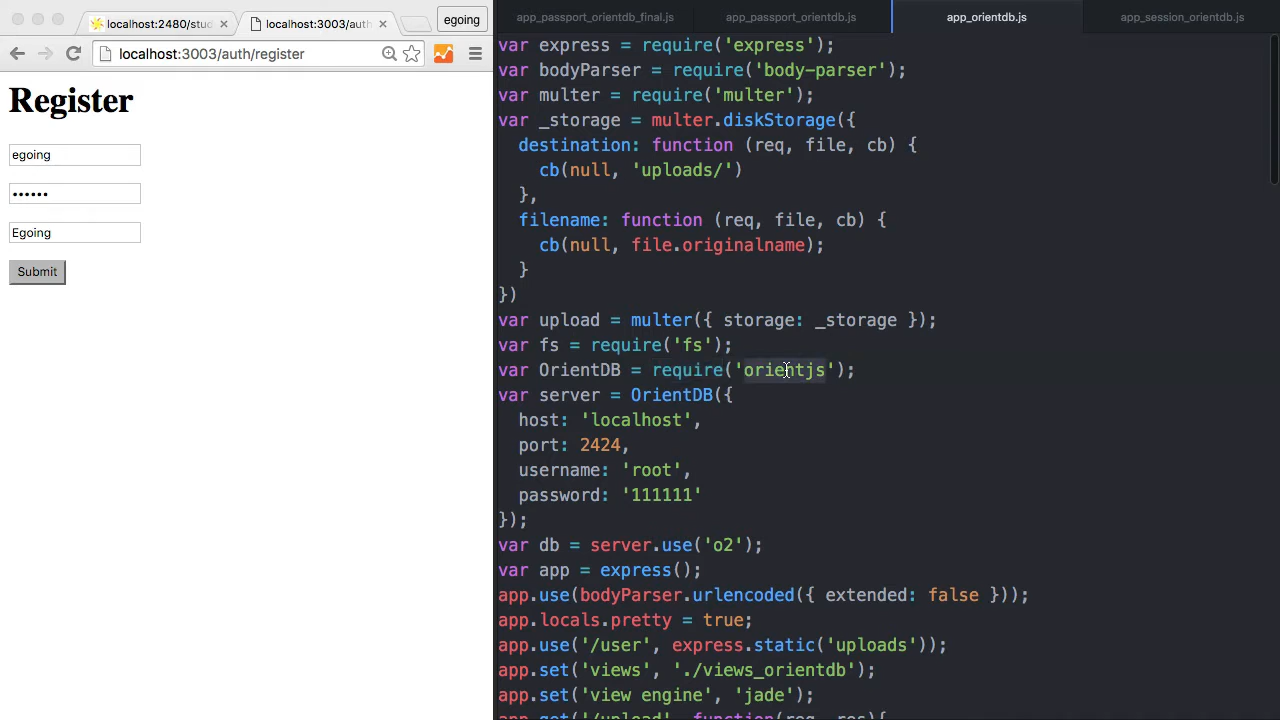 localhost:2480/stud
localhost:3003/auth
egoing
localhost:3003/auth/register
Register
egoing
••••••
Egoing
Submit
app_passport_orientdb_final.js
app_passport_orientdb.js
app_orientdb.js
app_session_orientdb.js
var express = require('express');
var bodyParser = require('body-parser');
var multer = require('multer');
var _storage = multer.diskStorage({
destination: function (req, file, cb) {
cb(null, 'uploads/')
},
filename: function (req, file, cb) {
cb(null, file.originalname);
}
})
var upload = multer({ storage: _storage });
var fs = require('fs');
var OrientDB = require('orientjs');
var server = OrientDB({
host: 'localhost',
port: 2424,
username: 'root',
password: '111111'
});
var db = server.use('o2');
var app = express();
app.use(bodyParser.urlencoded({ extended: false }));
app.locals.pretty = true;
app.use('/user', express.static('uploads'));
app.set('views', './views_orientdb');
app.set('view engine', 'jade');
app.get('/upload', function(req, res){